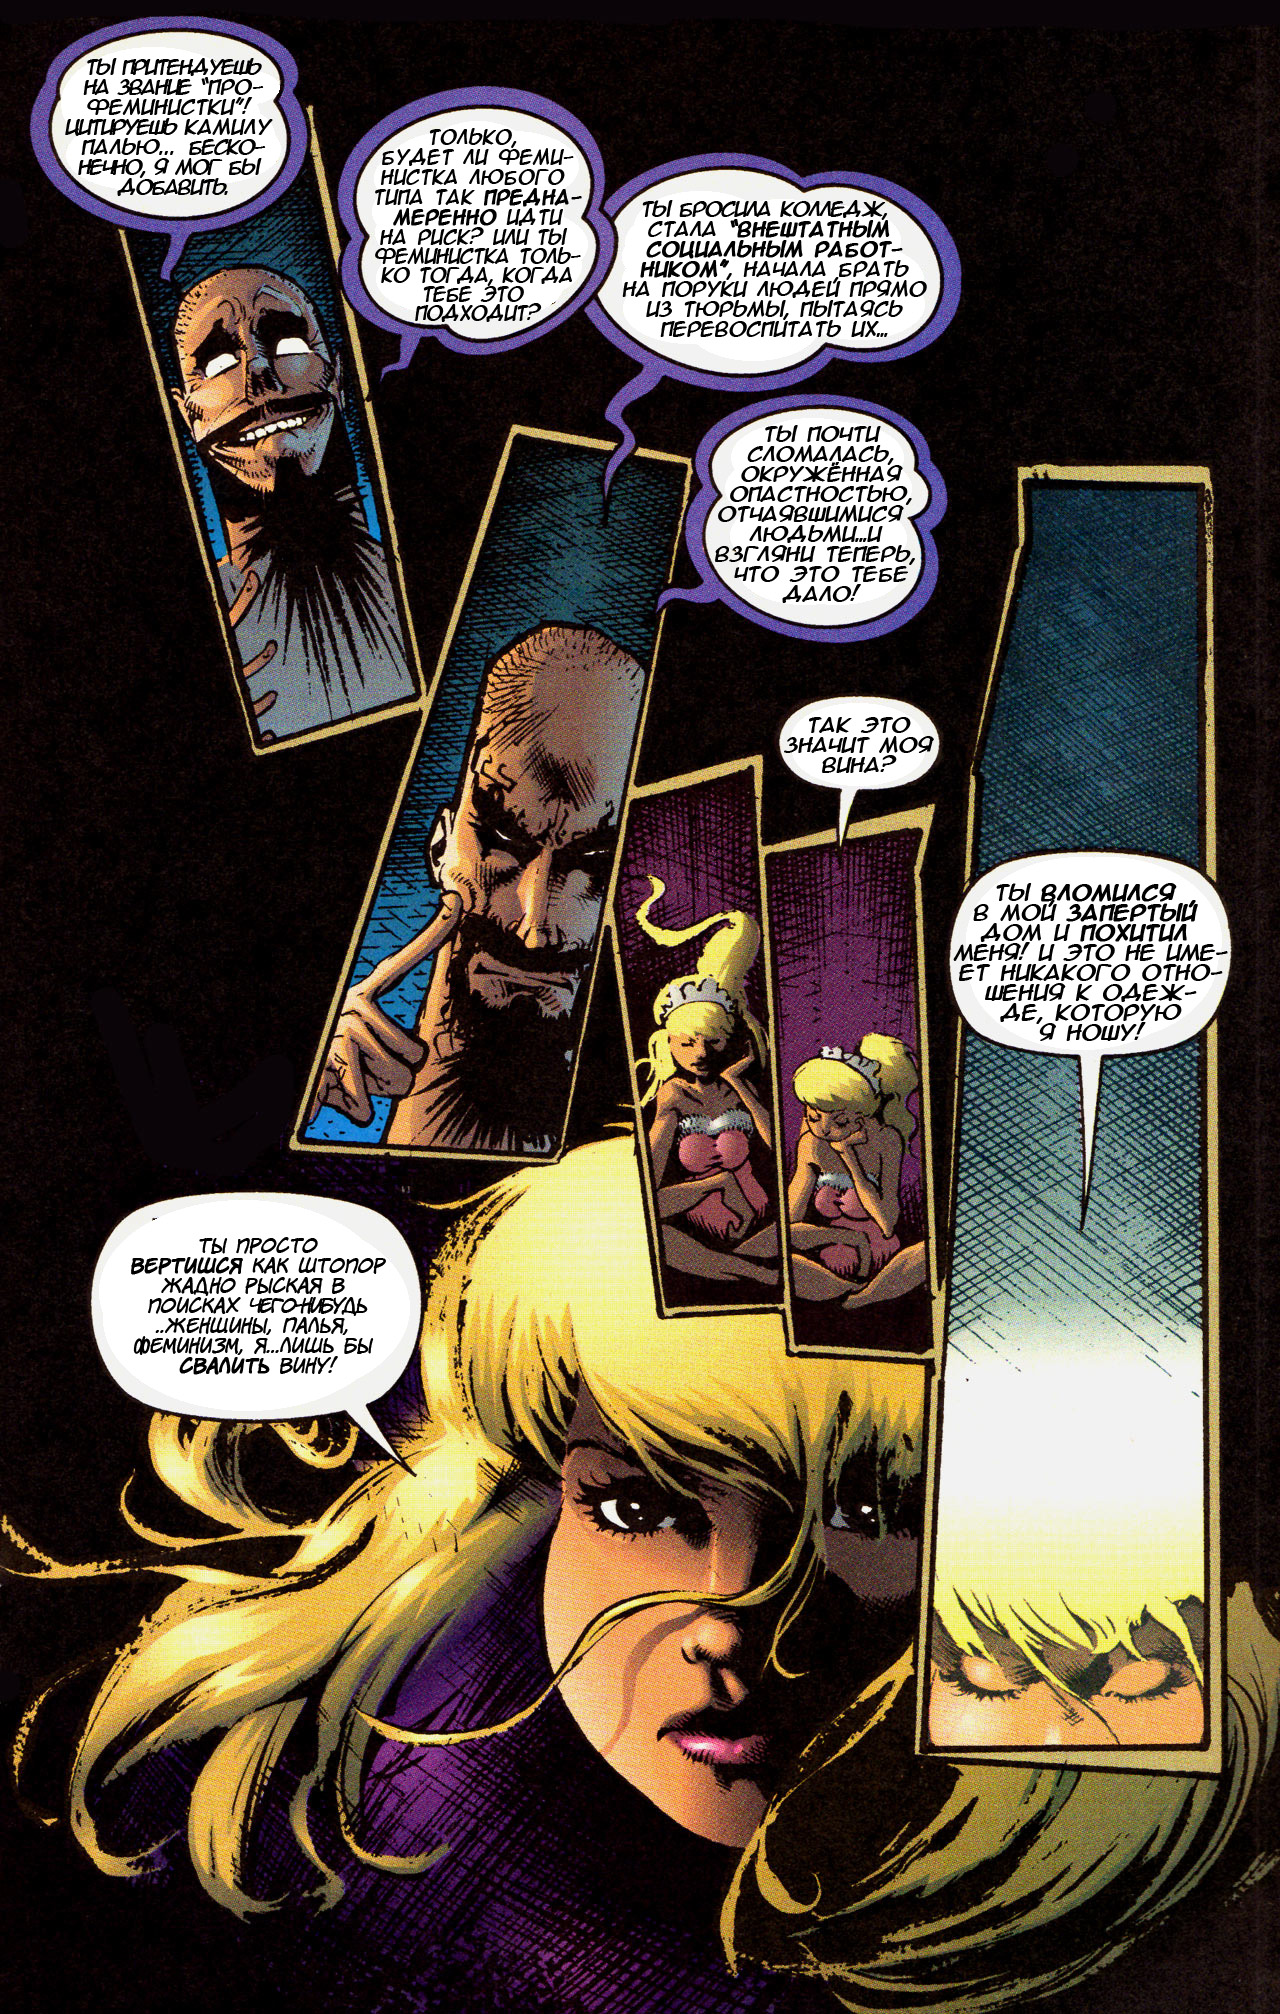 ТЫ ПРИТЕНДУЕШЬ
НА ЗВАНИЕ "ПРО-
ФЕМИНИСТКИ"!
ЦИТИРУЕШЬ КАМИЛУ
ПАЛЬЮ... БЕСКО-
НЕЧНО, Я МОГ БЫ
ДОБАВИТЬ.
ТОЛЬКО,
БУДЕТ ЛИ ФЕМИ-
НИСТКА ЛЮБОГО
ТИПА ТАК ПРЕДНА-
МЕРЕННО ИДТИ
НА РИСК? ИЛИ ТЫ
ФЕМИНИСТКА ТОЛЬ-
КО ТОГДА, КОГДА
ТЕБЕ ЭТО
ПОДХОДИТ?
ТЫ БРОСИЛА КОЛЛЕДЖ,
СТАЛА "ВНЕШТАТНЫМ
СОЦИАЛЬНЫМ РАБОТ-
НИКОМ", НАЧАЛА БРАТЬ
НА ПОРУКИ ЛЮДЕЙ ПРЯМО
ИЗ ТЮРЬМЫ, ПЫТАЯСЬ
ПЕРЕВОСПИТАТЬ ИХ...
ТЫ ПОЧТИ
СЛОМАЛАСЬ,
ОКРУЖЁННАЯ
ОПАСТНОСТЬЮ,
ОТЧАЯВШИМИСЯ
ЛЮДЬМИ...И
ВЗГЛЯНИ ТЕПЕРЬ,
ЧТО ЭТО ТЕБЕ
ДАЛО!
ТАК ЭТО
ЗНАЧИТ МОЯ
ВИНА?
ТЫ ВЛОМИЛСЯ
В МОЙ ЗАПЕРТЫЙ
ДОМ И ПОХИТИЛ
МЕНЯ! И ЭТО НЕ ИМЕ-
ЕТ НИКАКОГО ОТНО-
ШЕНИЯ К ОДЕЖ-
ДЕ, КОТОРУЮ
Я НОШУ!
ТЫ ПРОСТО
ВЕРТИШСЯ КАК ШТОПОР
ЖАДНО РЫСКАЯ В
ПОИСКАХ ЧЕГО-НИБУДЬ
...ЖЕНЩИНЫ, ПАЛЬЯ,
ФЕМИНИЗМ, Я...ЛИШЬ БЫ
СВАЛИТЬ ВИНУ!